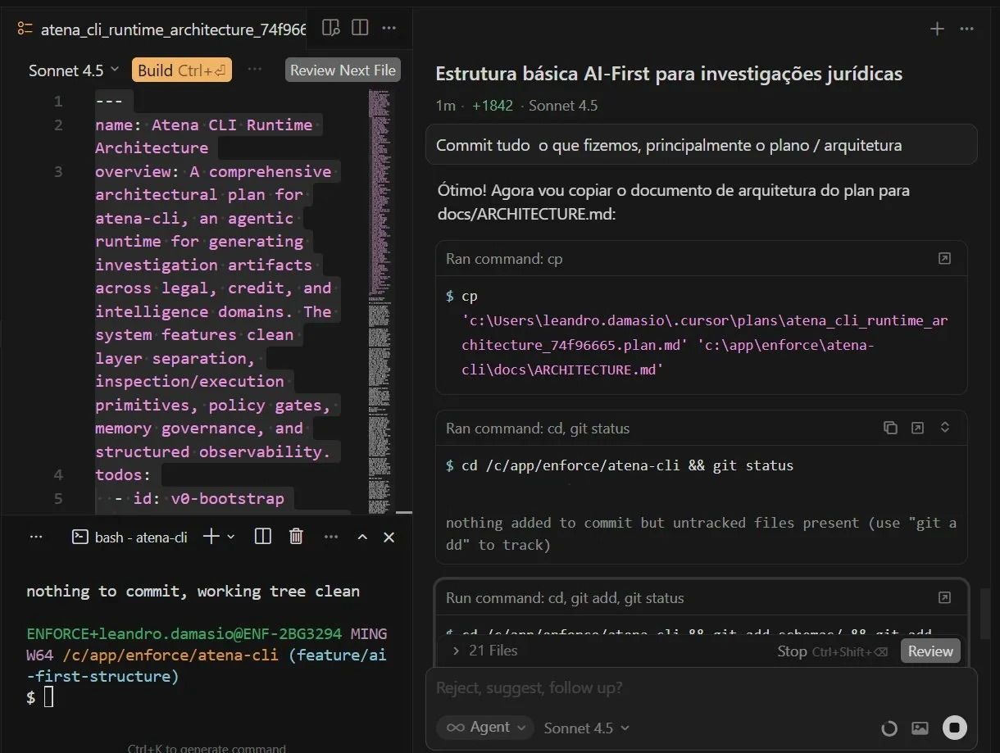 atena_cli_runtime_architecture_74f966
Sonnet 4.5
Build Ctrl+⏎
Review Next File
1 ---
2 name: Atena CLI Runtime
Architecture
3 overview: A comprehensive
architectural plan for
atena-cli, an agentic
runtime for generating
investigation artifacts
across legal, credit, and
intelligence domains. The
system features clean
layer separation,
inspection/execution
primitives, policy gates,
memory governance, and
structured observability.
4 todos:
5 - id: v0-bootstrap
bash - atena-cli
nothing to commit, working tree clean
ENFORCE+leandro.damasio@ENF-2BG3294 MING
W64 /c/app/enforce/atena-cli (feature/ai
-first-structure)
$
Ctrl+K to generate command
Estrutura básica AI-First para investigações jurídicas
1m · +1842 · Sonnet 4.5
Commit tudo o que fizemos, principalmente o plano / arquitetura
Ótimo! Agora vou copiar o documento de arquitetura do plan para
docs/ARCHITECTURE.md:
Ran command: cp
$ cp
'c:\Users\leandro.damasio\.cursor\plans\atena_cli_runtime_ar
chitecture_74f96665.plan.md' 'c:\app\enforce\atena-
cli\docs\ARCHITECTURE.md'
Ran command: cd, git status
$ cd /c/app/enforce/atena-cli && git status
nothing added to commit but untracked files present (use "git a
dd" to track)
Run command: cd, git add, git status
$ cd /c/app/enforce/atena-cli && git add schemas/ && git add
21 Files
Stop Ctrl+Shift+⌫
Review
Reject, suggest, follow up?
Agent
Sonnet 4.5